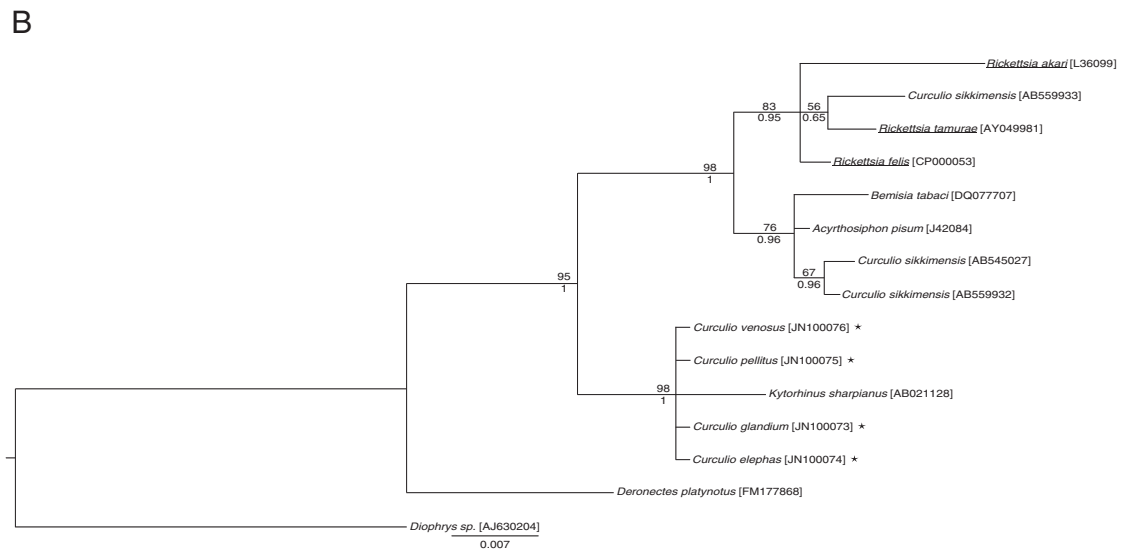 B
Rickettsia akari [L36099]
Curculio sikkimensis [AB559933]
83
0.95
56
0.65
Rickettsia tamurae [AY049981]
Rickettsia felis [CP000053]
98
1
Bemisia tabaci [DQ077707]
76
0.96
Acyrthosiphon pisum [J42084]
Curculio sikkimensis [AB545027]
67
0.96
Curculio sikkimensis [AB559932]
95
1
Curculio venosus [JN100076] ⋆
Curculio pellitus [JN100075] ⋆
98
1
Kytorhinus sharpianus [AB021128]
Curculio glandium [JN100073] ⋆
Curculio elephas [JN100074] ⋆
Deronectes platynotus [FM177868]
Diophrys sp. [AJ630204]
0.007